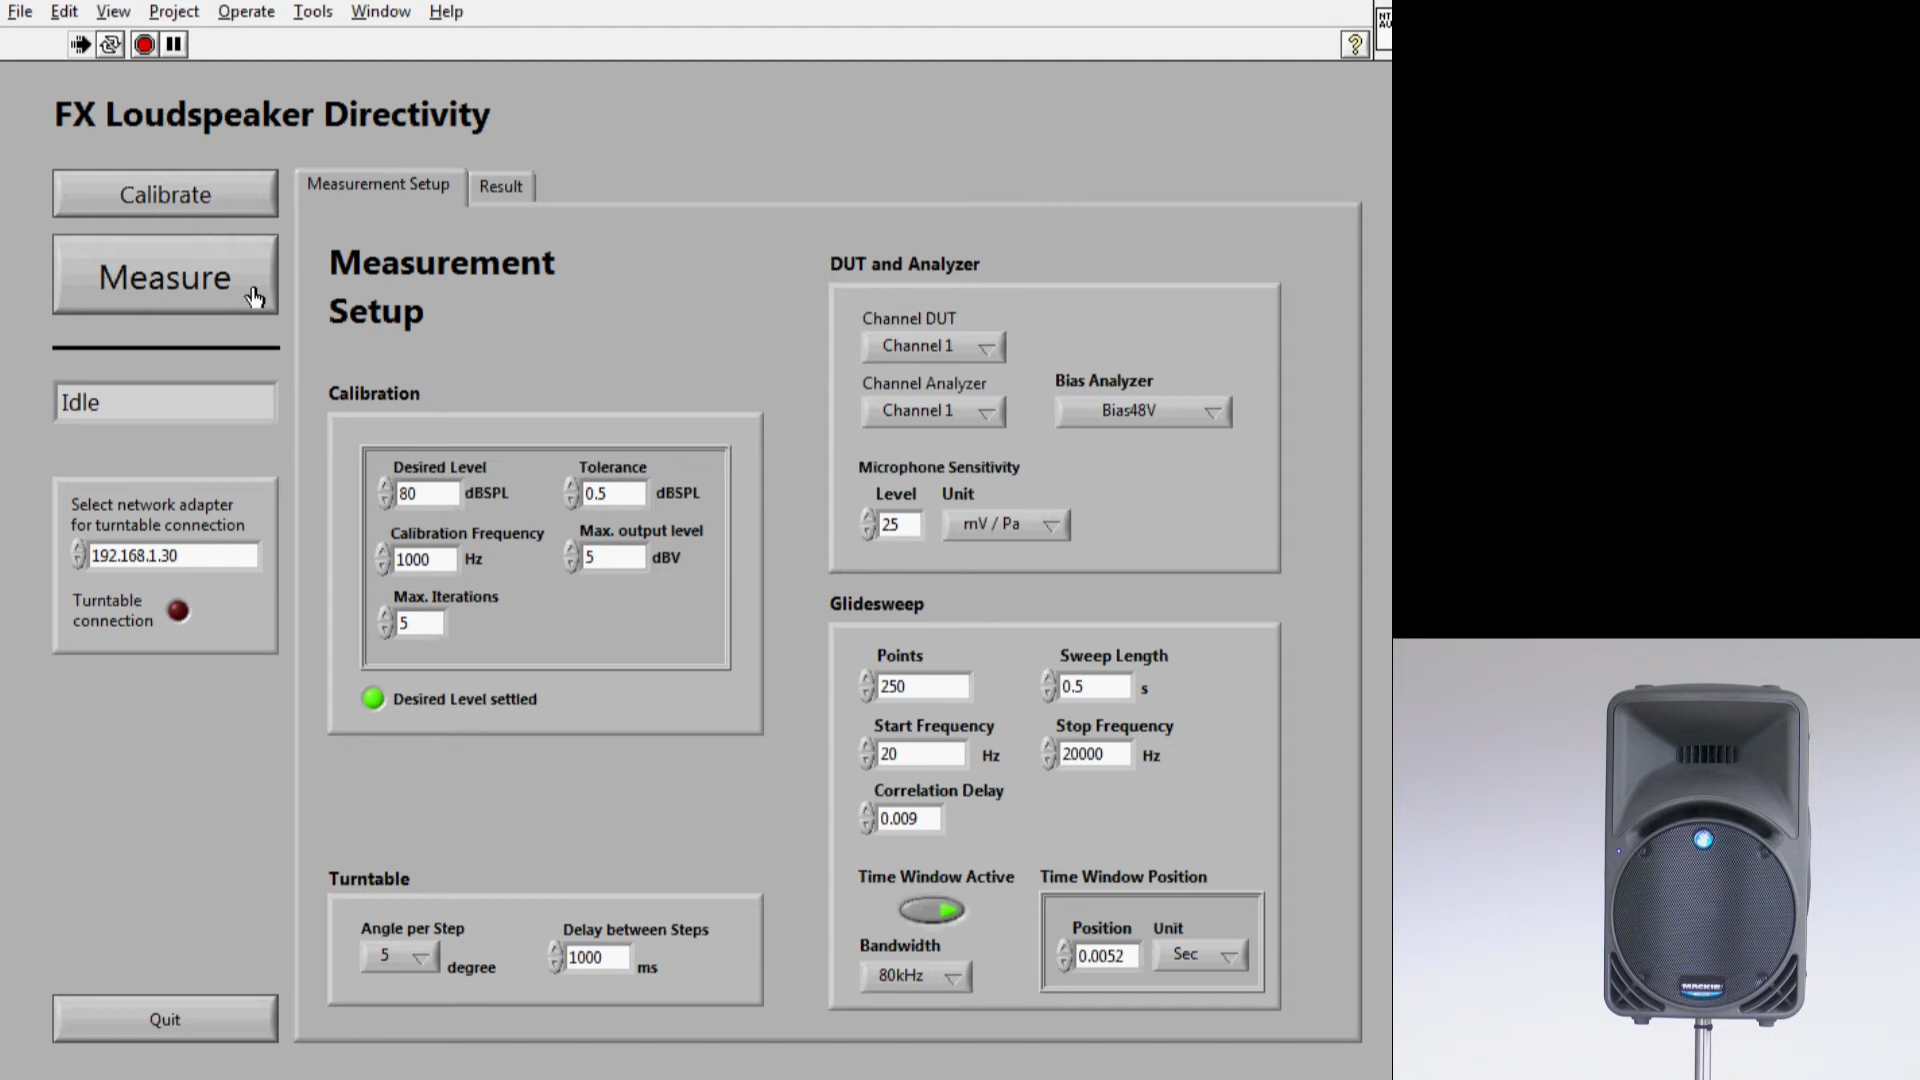 File Edit View Project Operate Tools Window Help
?
FX Loudspeaker Directivity
Calibrate
Measure
Idle
Select network adapter
for turntable connection
192.168.1.30
Turntable
connection
Quit
Measurement Setup Result
Measurement
Setup
Calibration
Desired Level Tolerance
80 dBSPL 0.5 dBSPL
Calibration Frequency Max. output level
1000 Hz 5 dBV
Max. Iterations
5
Desired Level settled
Turntable
Angle per Step Delay between Steps
5 degree 1000 ms
DUT and Analyzer
Channel DUT
Channel 1
Channel Analyzer Bias Analyzer
Channel 1 Bias48V
Microphone Sensitivity
Level Unit
25 mV / Pa
Glidesweep
Points Sweep Length
250 0.5 s
Start Frequency Stop Frequency
20 Hz 20000 Hz
Correlation Delay
0.009
Time Window Active Time Window Position
Position Unit
0.0052 Sec
Bandwidth
80kHz
MACKIE